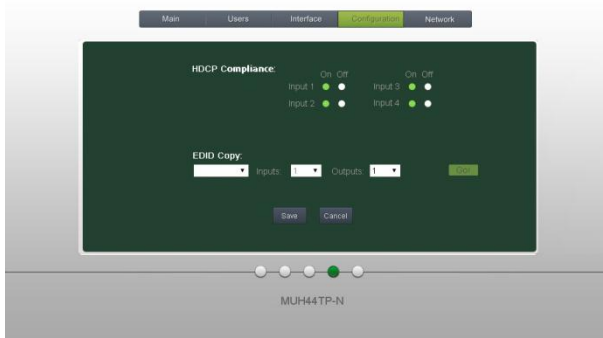 Main Users Interface Configuration Network
HDCP Compliance:
On Off On Off
Input 1 Input 3
Input 2 Input 4
EDID Copy:
Inputs 1 Outputs 1 Go!
Save Cancel
MUH44TP-N